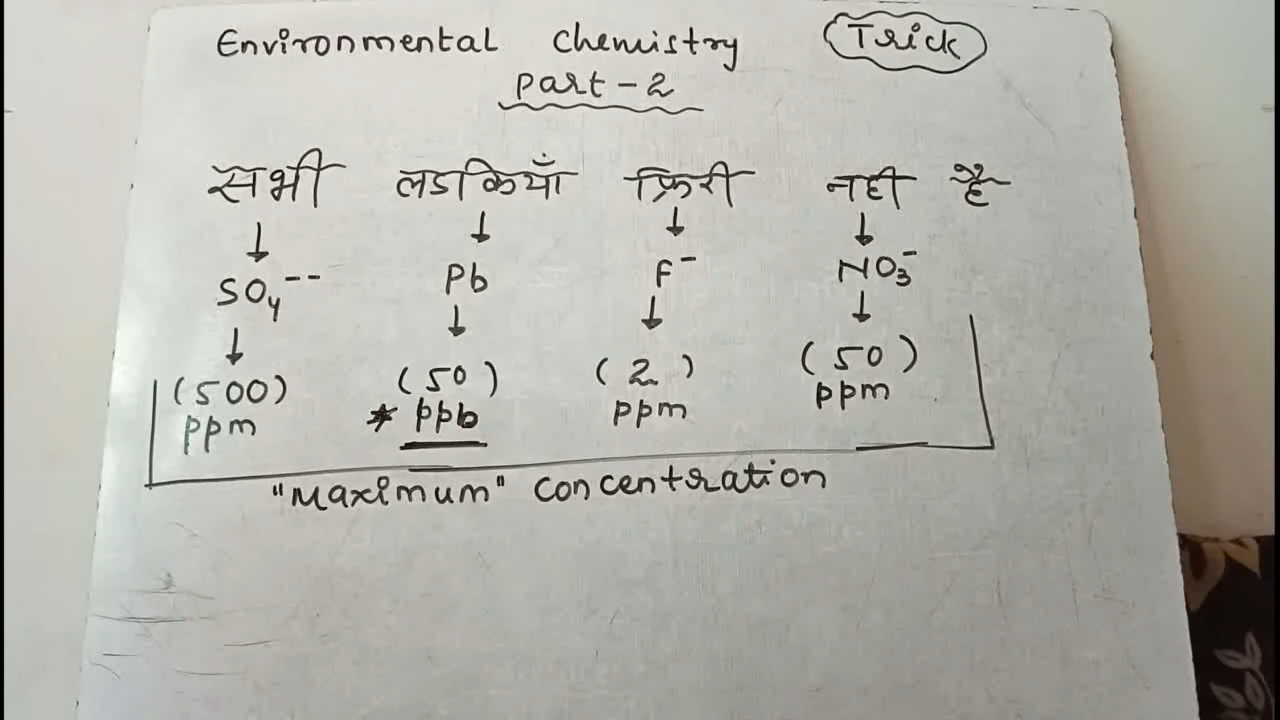 Environmental Chemistry Trick
Part - 2
सभी लडकियाँ फ्रिरी नही है
↓ ↓ ↓ ↓
SO₄⁻⁻ Pb F⁻ NO₃⁻
↓ ↓ ↓ ↓
(500) (50) (2) (50)
ppm * ppb ppm ppm
"Maximum" Concentration